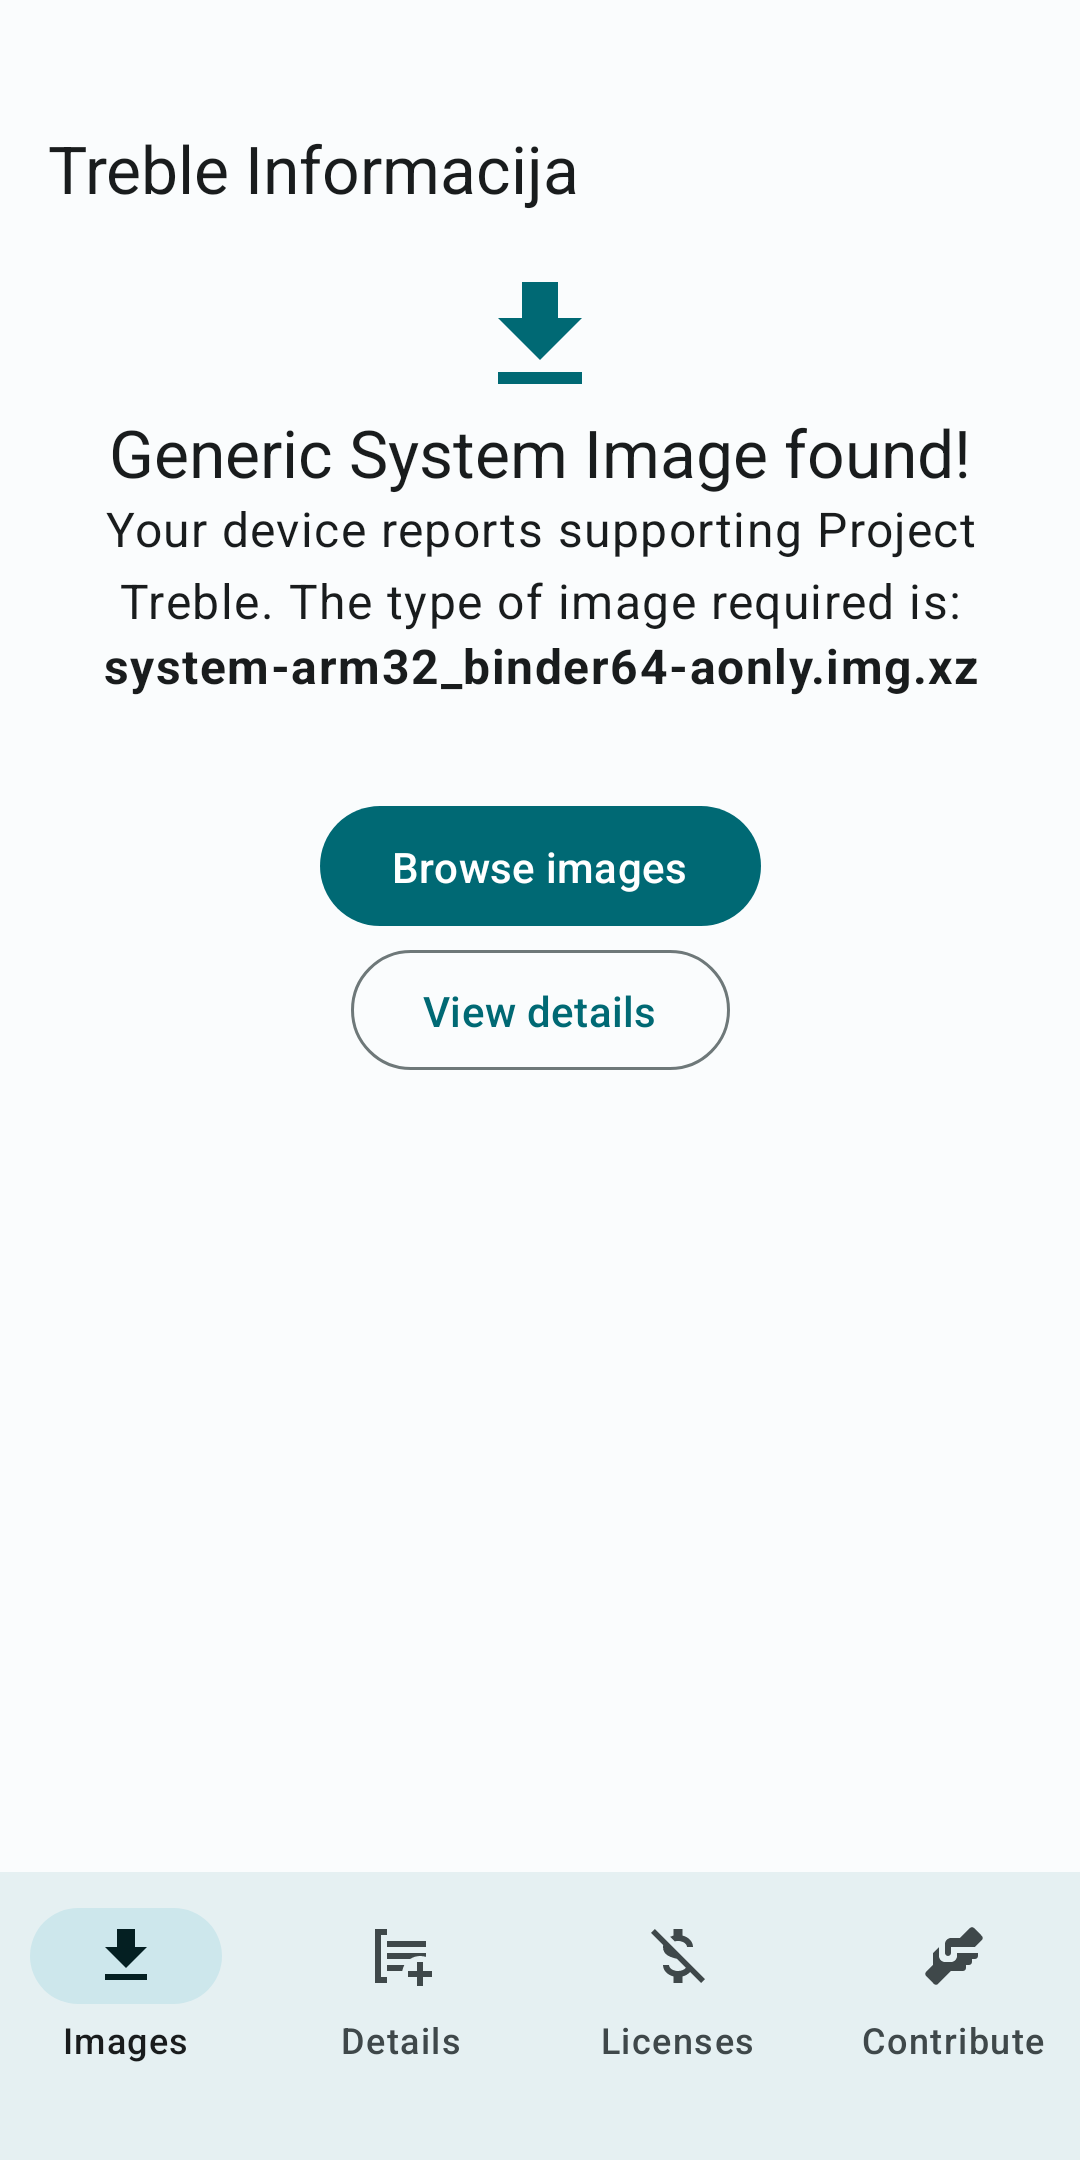 Treble Informacija
Generic System Image found!
Your device reports supporting Project
Treble. The type of image required is:
system-arm32_binder64-aonly.img.xz
Browse images
View details
Images
Details
Licenses
Contribute